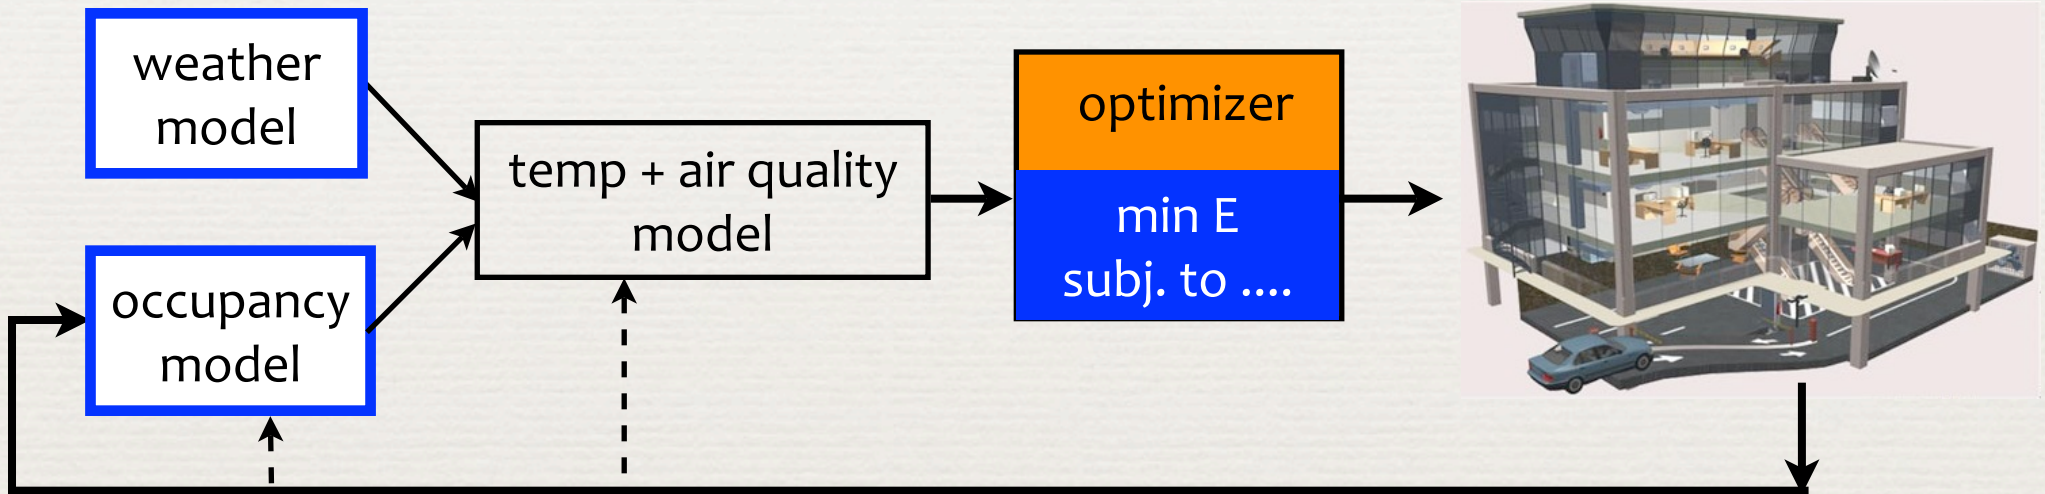 weather
model
occupancy
model
temp + air quality
model
optimizer
min E
subj. to ....